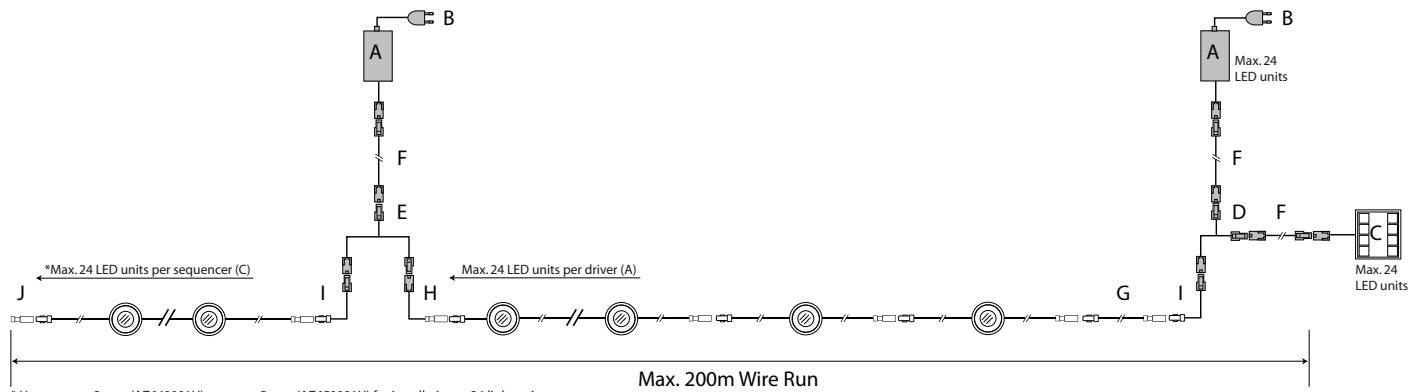 B
B
A
A
Max. 24
LED units
F
F
E
D
F
C
*Max. 24 LED units per sequencer (C)
Max. 24 LED units per driver (A)
Max. 24
LED units
J
I
H
G
I
Max. 200m Wire Run